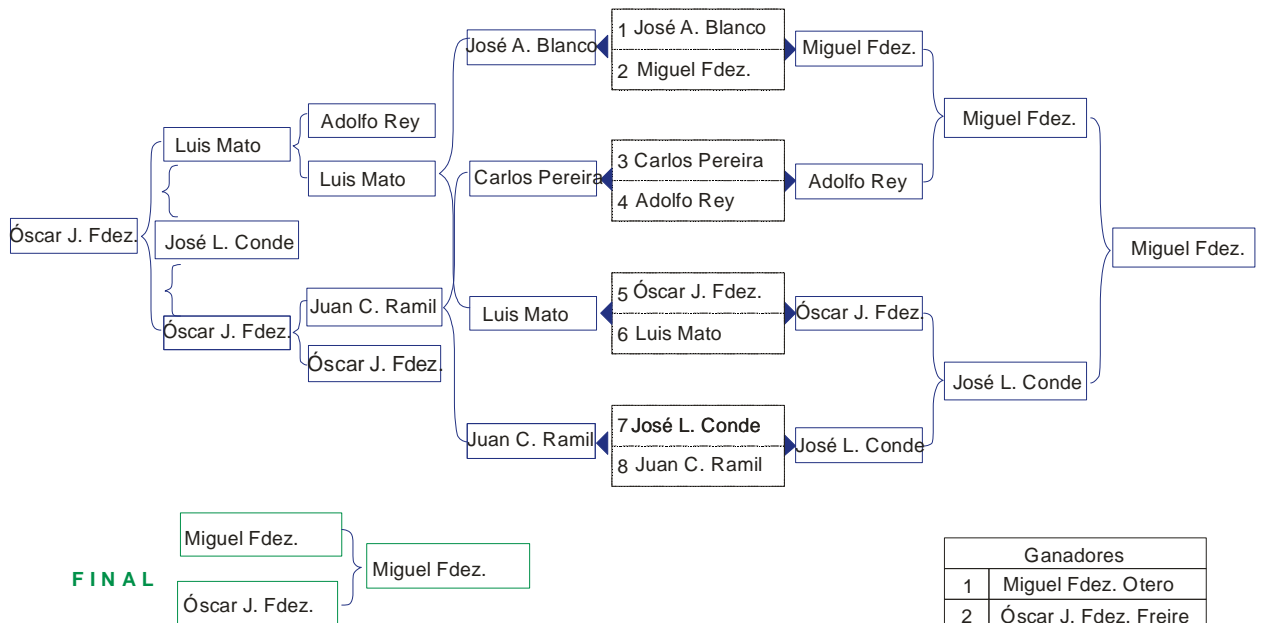 José A. Blanco
1 José A. Blanco
Miguel Fdez.
2 Miguel Fdez.
Adolfo Rey
Miguel Fdez.
Luis Mato
Carlos Pereira
3 Carlos Pereira
Adolfo Rey
Luis Mato
4 Adolfo Rey
Óscar J. Fdez.
José L. Conde
Miguel Fdez.
Juan C. Ramil
5 Óscar J. Fdez.
Óscar J. Fdez.
Luis Mato
6 Luis Mato
Óscar J. Fdez.
Óscar J. Fdez.
José L. Conde
Juan C. Ramil
7 José L. Conde
José L. Conde
8 Juan C. Ramil
FINAL
Miguel Fdez.
Miguel Fdez.
Óscar J. Fdez.
Ganadores
1 Miguel Fdez. Otero
2 Óscar J. Fdez. Freire